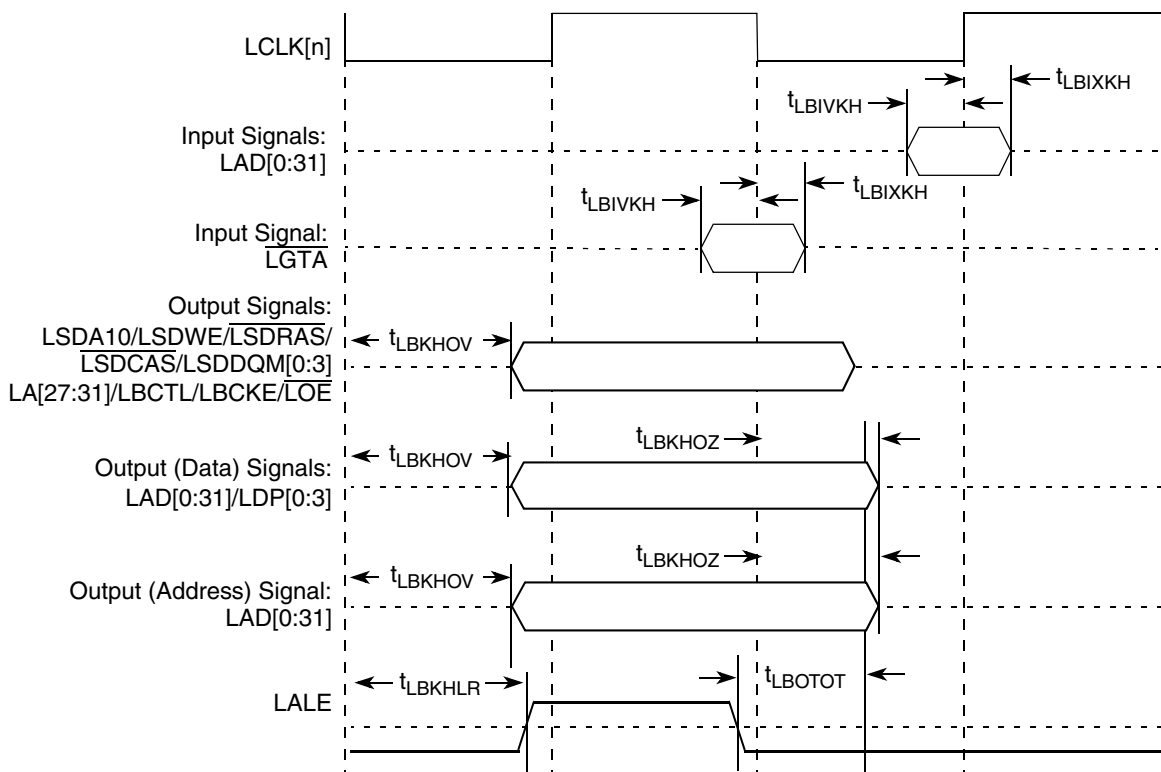 LCLK[n]
tLBIXKH
tLBIVKH
Input Signals:
LAD[0:31]
tLBIVKH
tLBIXKH
Input Signal:
LGTA
Output Signals:
LSDA10/LSDWE/LSDRAS/
LSDCAS/LSDDQM[0:3]
LA[27:31]/LBCTL/LBCKE/LOE
tLBKHOV
tLBKHOZ
tLBKHOV
Output (Data) Signals:
LAD[0:31]/LDP[0:3]
tLBKHOZ
tLBKHOV
Output (Address) Signal:
LAD[0:31]
tLBKHLR
tLBOTOT
LALE